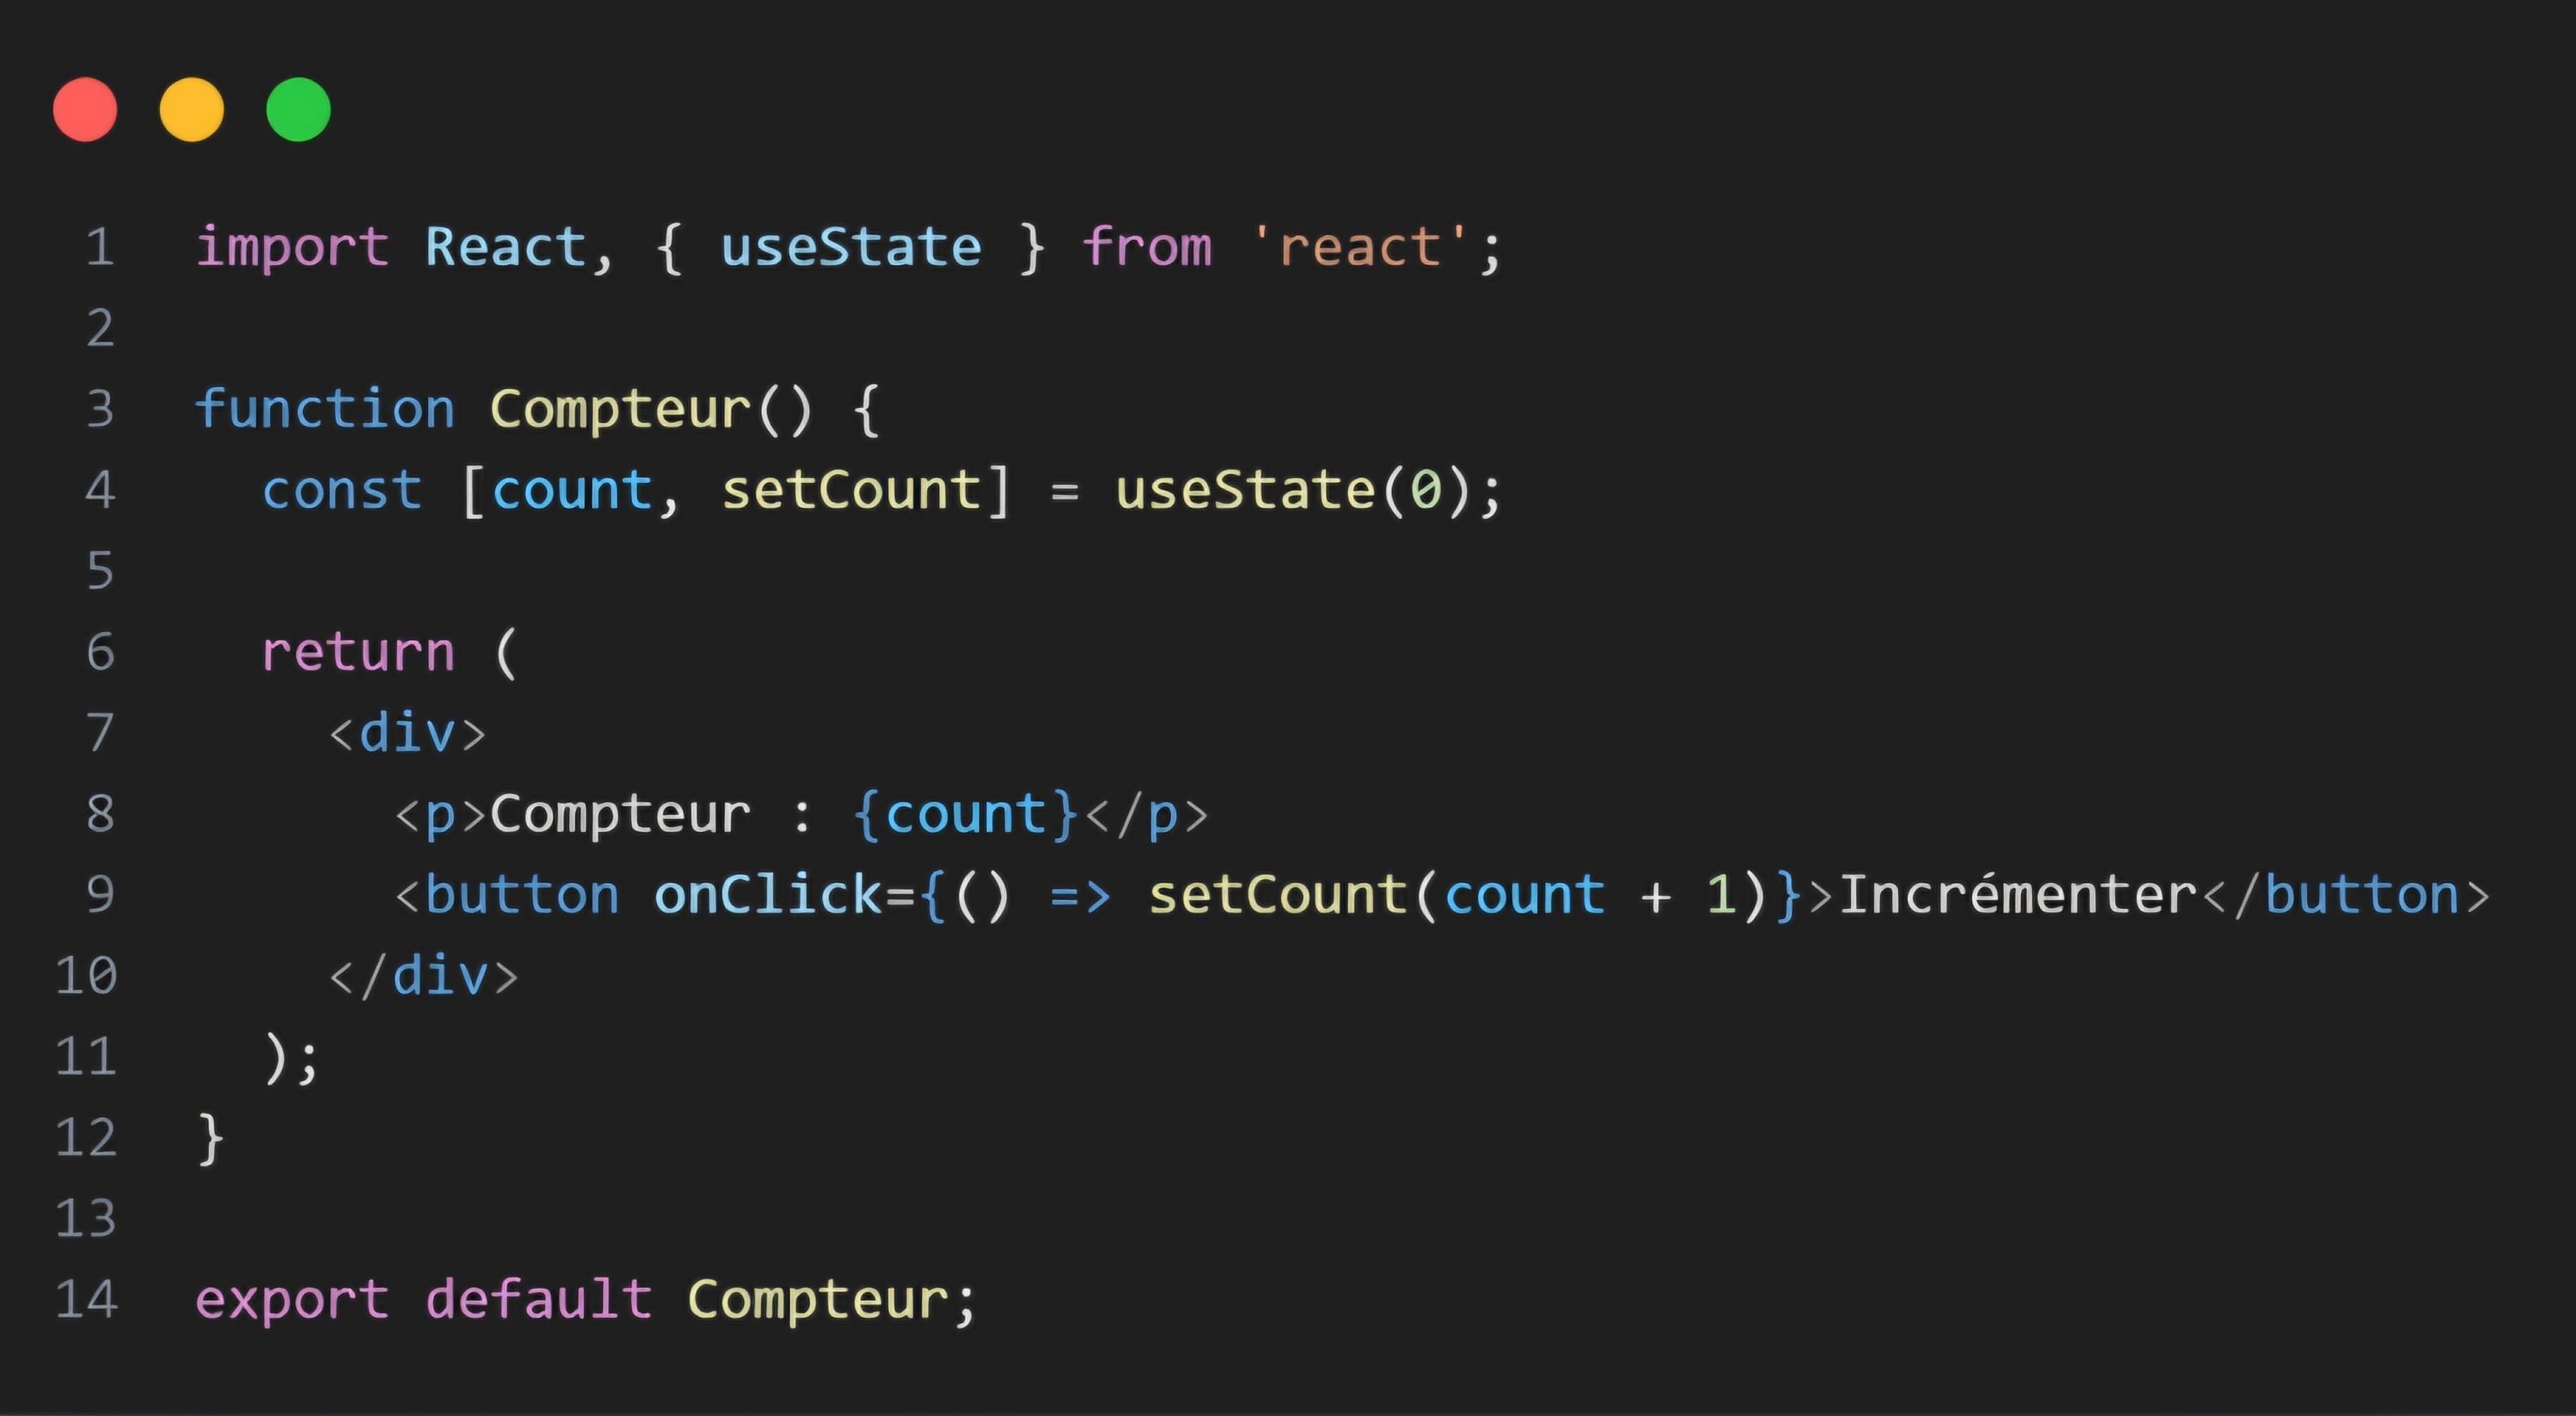 1 import React, { useState } from 'react';
2
3 function Compteur() {
4   const [count, setCount] = useState(0);
5
6   return (
7     <div>
8       <p>Compteur : {count}</p>
9       <button onClick={() => setCount(count + 1)}>Incrémenter</button>
10     </div>
11   );
12 }
13
14 export default Compteur;